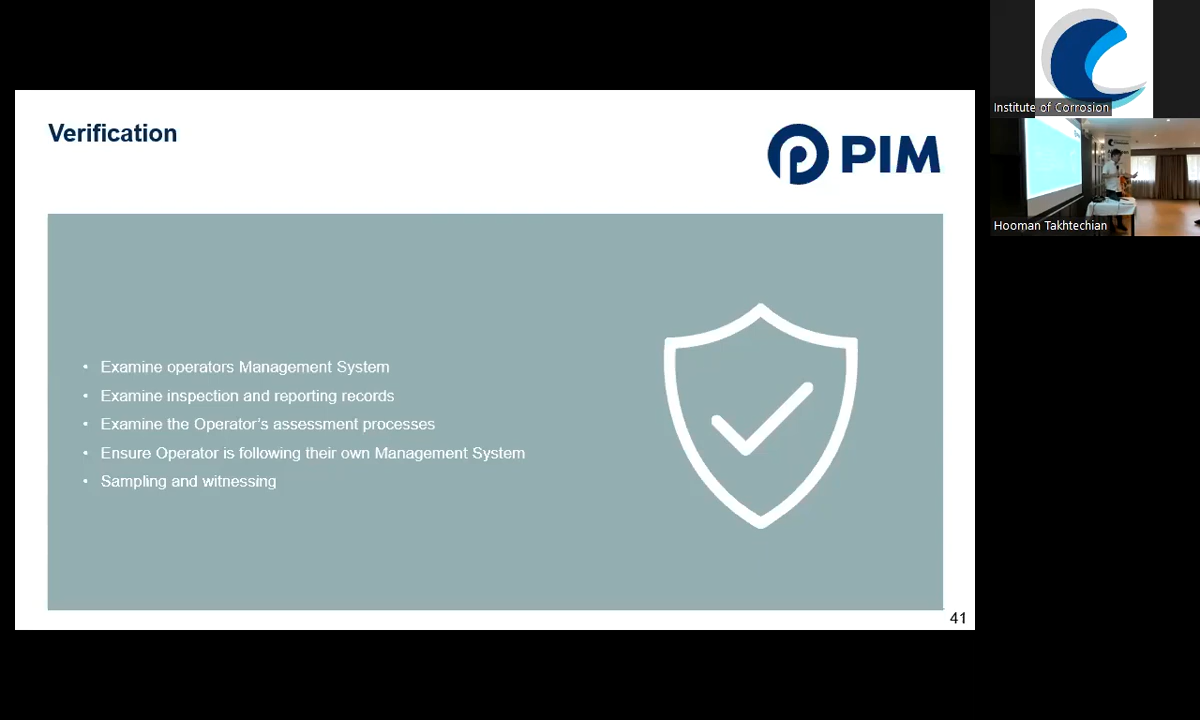 Verification
PIM
• Examine operators Management System
• Examine inspection and reporting records
• Examine the Operator's assessment processes
• Ensure Operator is following their own Management System
• Sampling and witnessing
41
Institute of Corrosion
Hooman Takhtechian